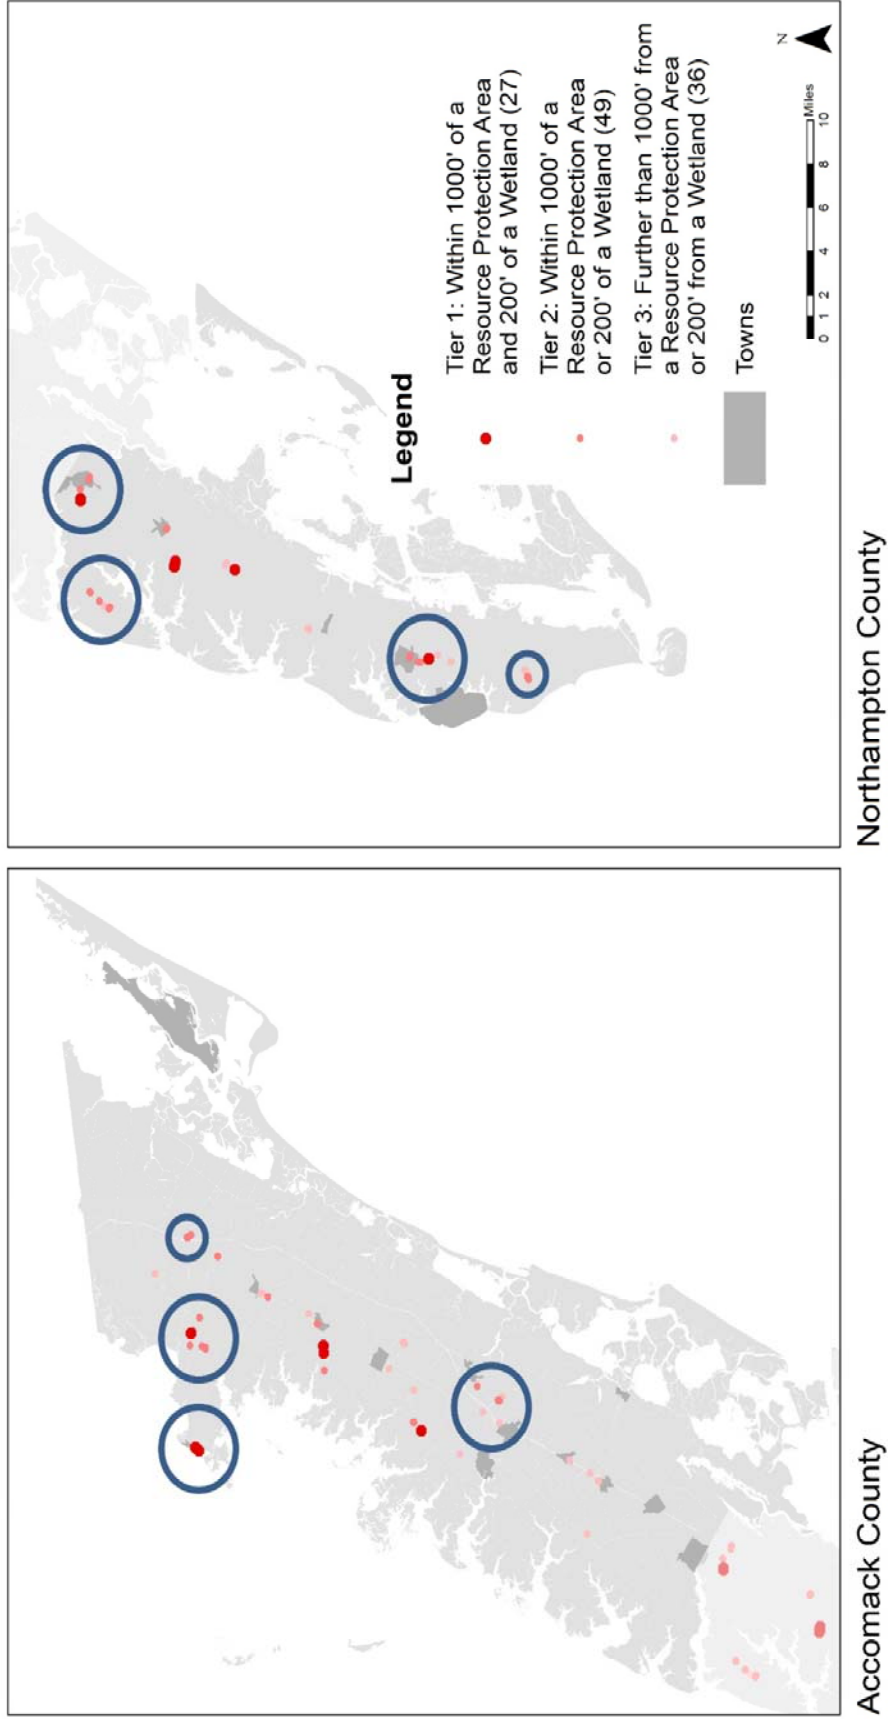 Legend
Tier 1: Within 1000' of a
Resource Protection Area
and 200' of a Wetland (27)
Tier 2: Within 1000' of a
Resource Protection Area
or 200' of a Wetland (49)
Tier 3: Further than 1000' from
a Resource Protection Area
or 200' from a Wetland (36)
Towns
0 1 2 4 6 8 10
Miles
N
Accomack County
Northampton County